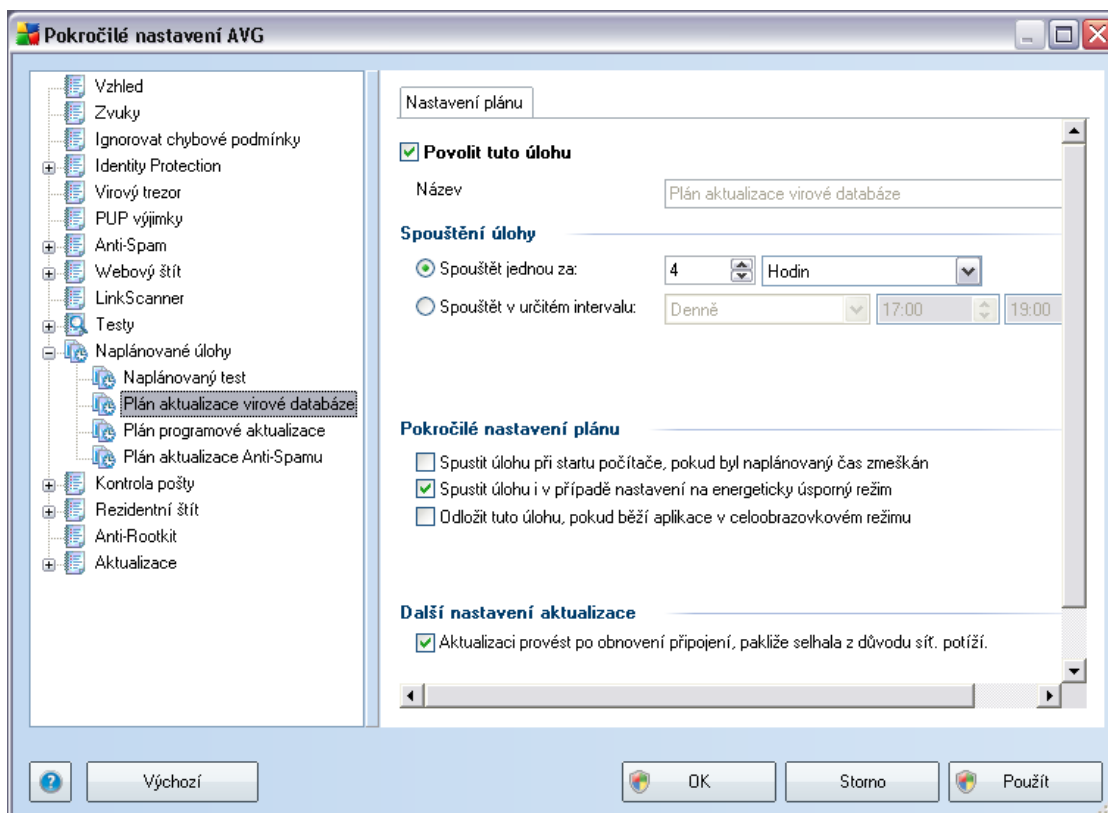 Pokročilé nastavení AVG
Vzhled
Zvuky
Ignorovat chybové podmínky
Identity Protection
Virový trezor
PUP výjimky
Anti-Spam
Webový štít
LinkScanner
Testy
Naplánované úlohy
Naplánovaný test
Plán aktualizace virové databáze
Plán programové aktualizace
Plán aktualizace Anti-Spamu
Kontrola pošty
Rezidentní štít
Anti-Rootkit
Aktualizace
Nastavení plánu
Povolit tuto úlohu
Název Plán aktualizace virové databáze
Spouštění úlohy
Spouštět jednou za: 4 Hodin
Spouštět v určitém intervalu: Denně 17:00 19:00
Pokročilé nastavení plánu
Spustit úlohu při startu počítače, pokud byl naplánovaný čas zmeškán
Spustit úlohu i v případě nastavení na energeticky úsporný režim
Odložit tuto úlohu, pokud běží aplikace v celoobrazovkovém režimu
Další nastavení aktualizace
Aktualizaci provést po obnovení připojení, pakliže selhala z důvodu síť. potíží.
? Výchozí OK Storno Použít